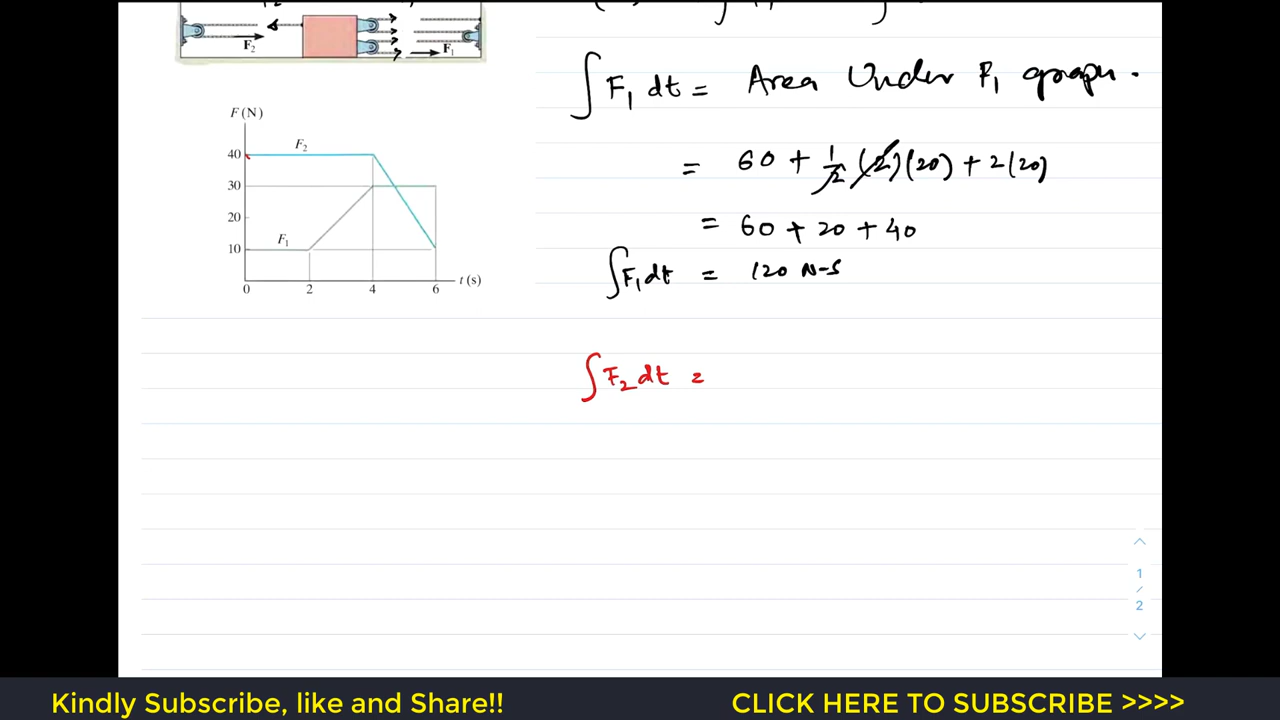 F₂
F₁
∫F₁ dt = Area Under F₁ graph.
F (N)
F₂
40
30
20
10
F₁
0 2 4 6 t (s)
= 60 + 1/2 (2)(20) + 2(20)
= 60 + 20 + 40
∫F₁dt = 120 N-S
∫F₂dt =
1
/
2
Kindly Subscribe, like and Share!!
CLICK HERE TO SUBSCRIBE >>>>